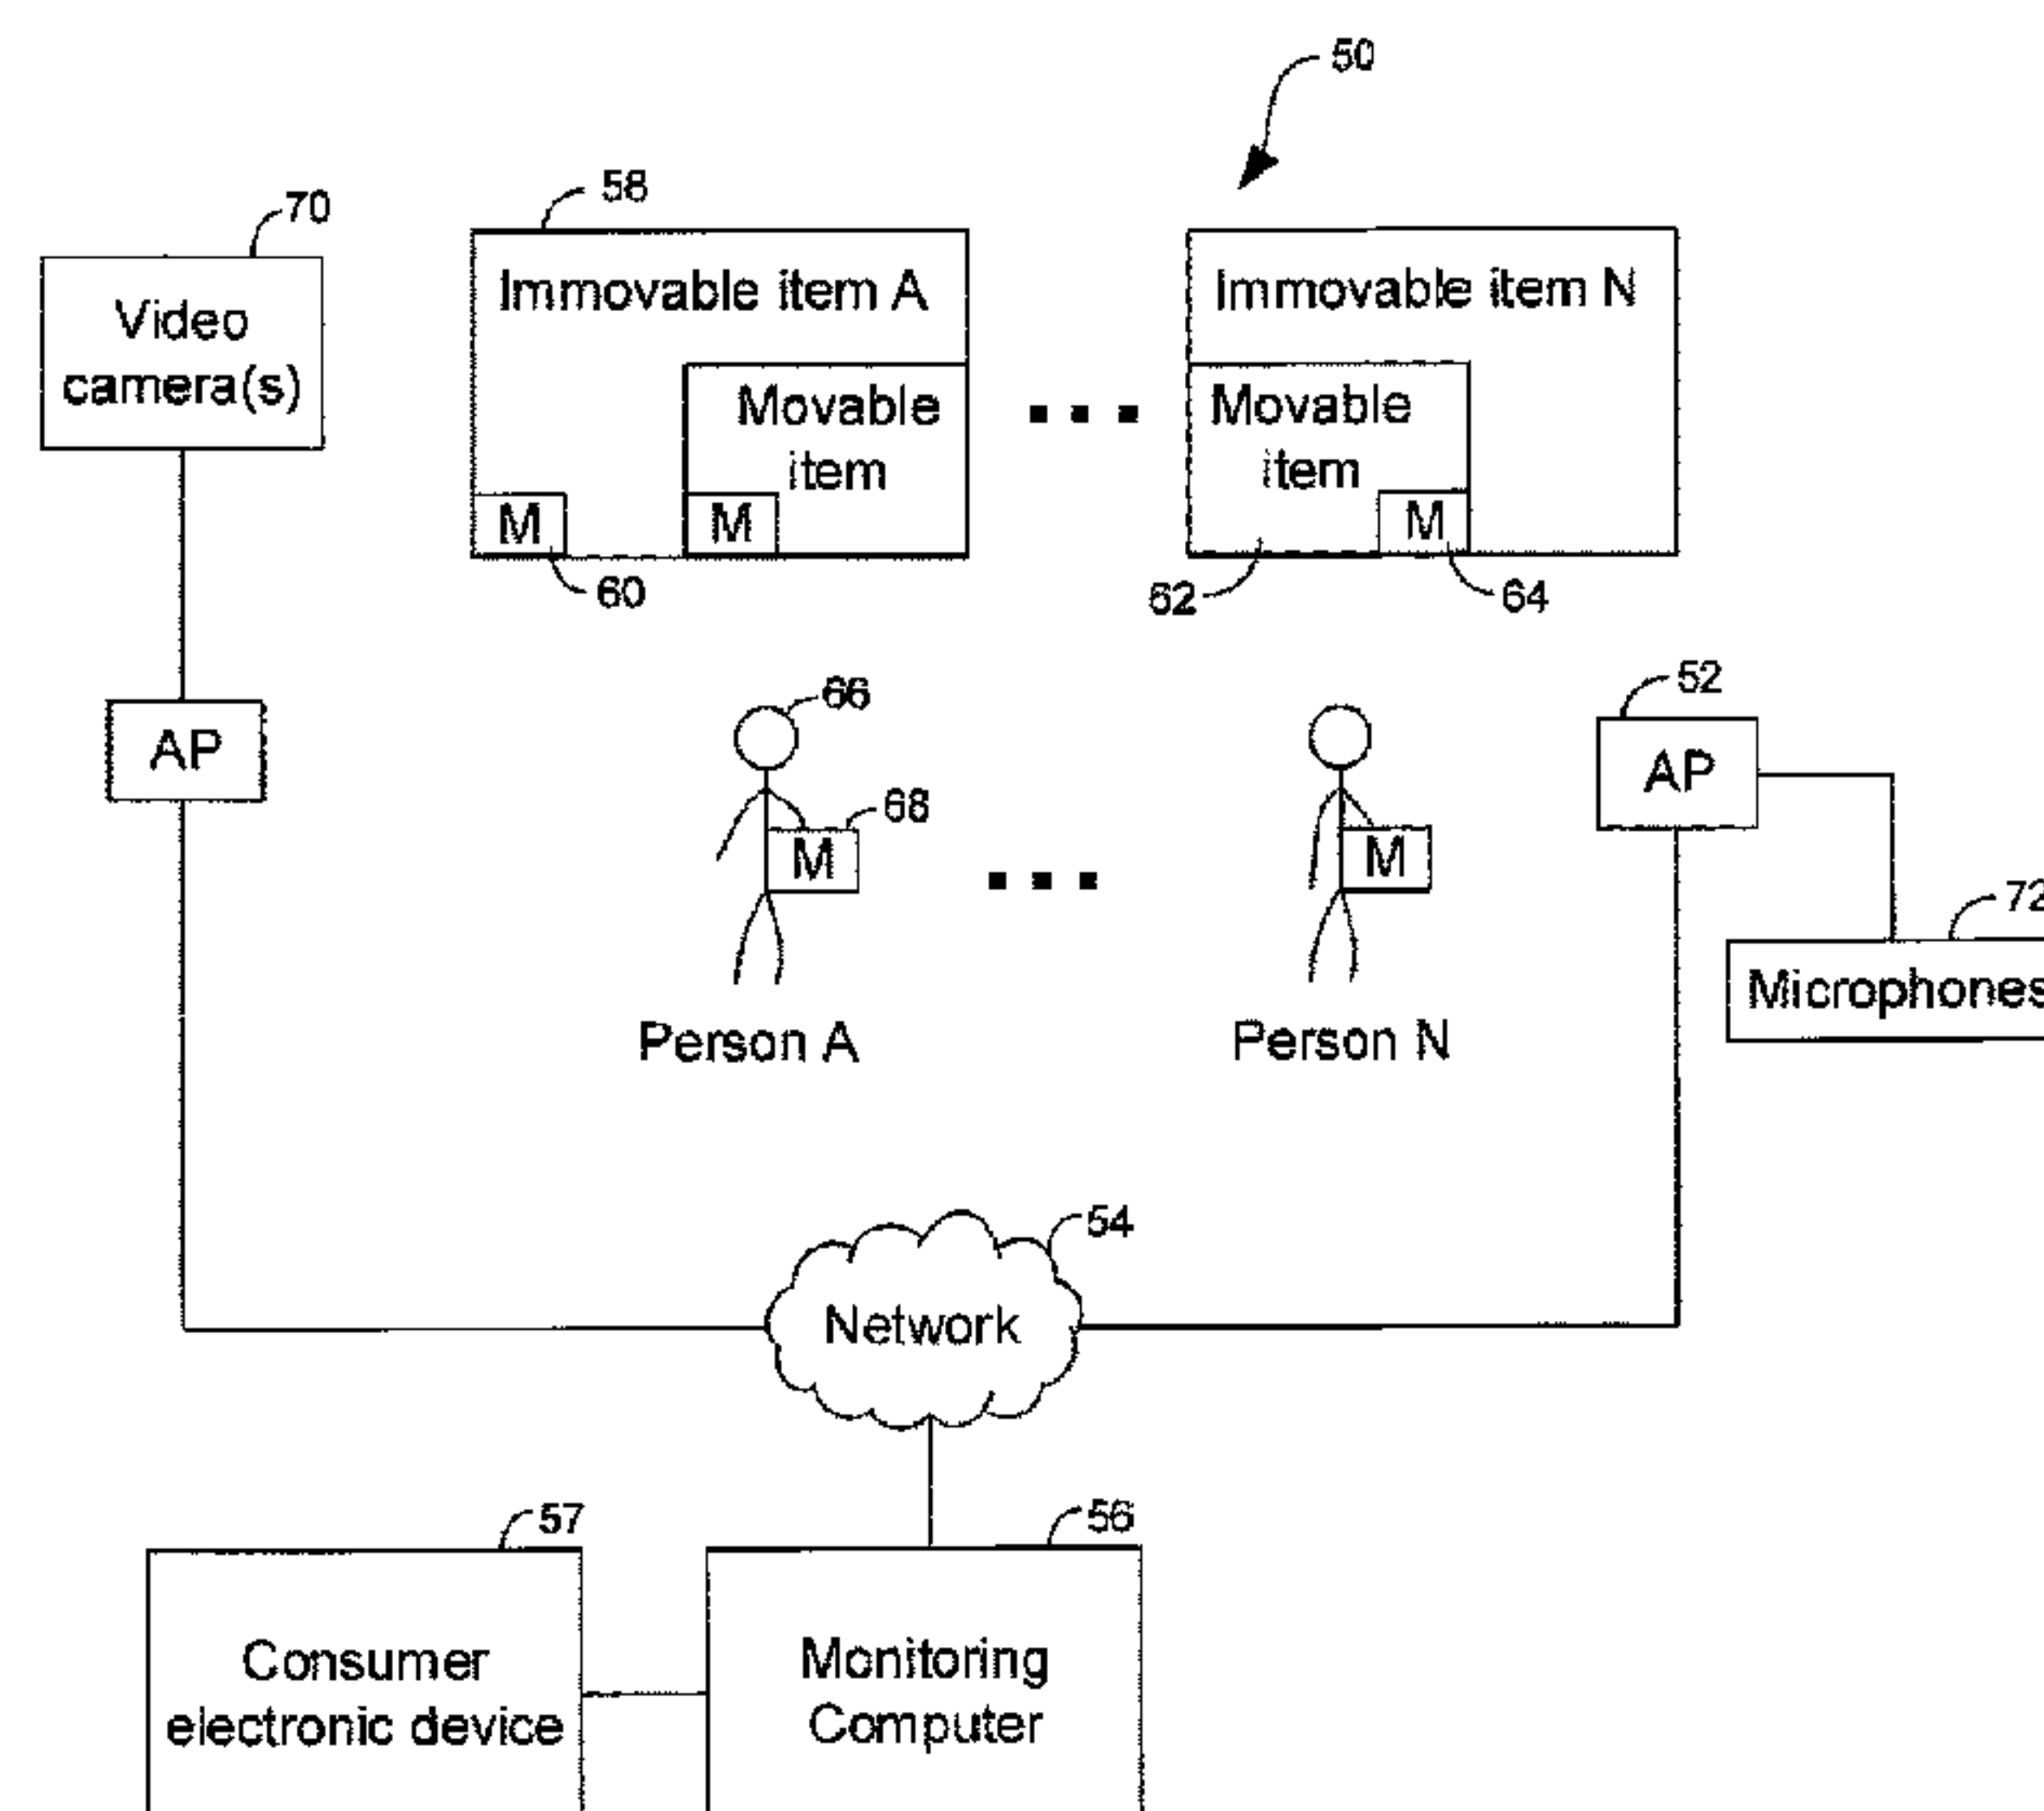 50
58
70
Immovable item A
Immovable item N
Video
camera(s)
Movable
item
Movable
item
M
M
M
60
62
64
66
52
AP
AP
68
M
M
72
Microphones
Person A
Person N
54
Network
57
56
Consumer
electronic device
Monitoring
Computer